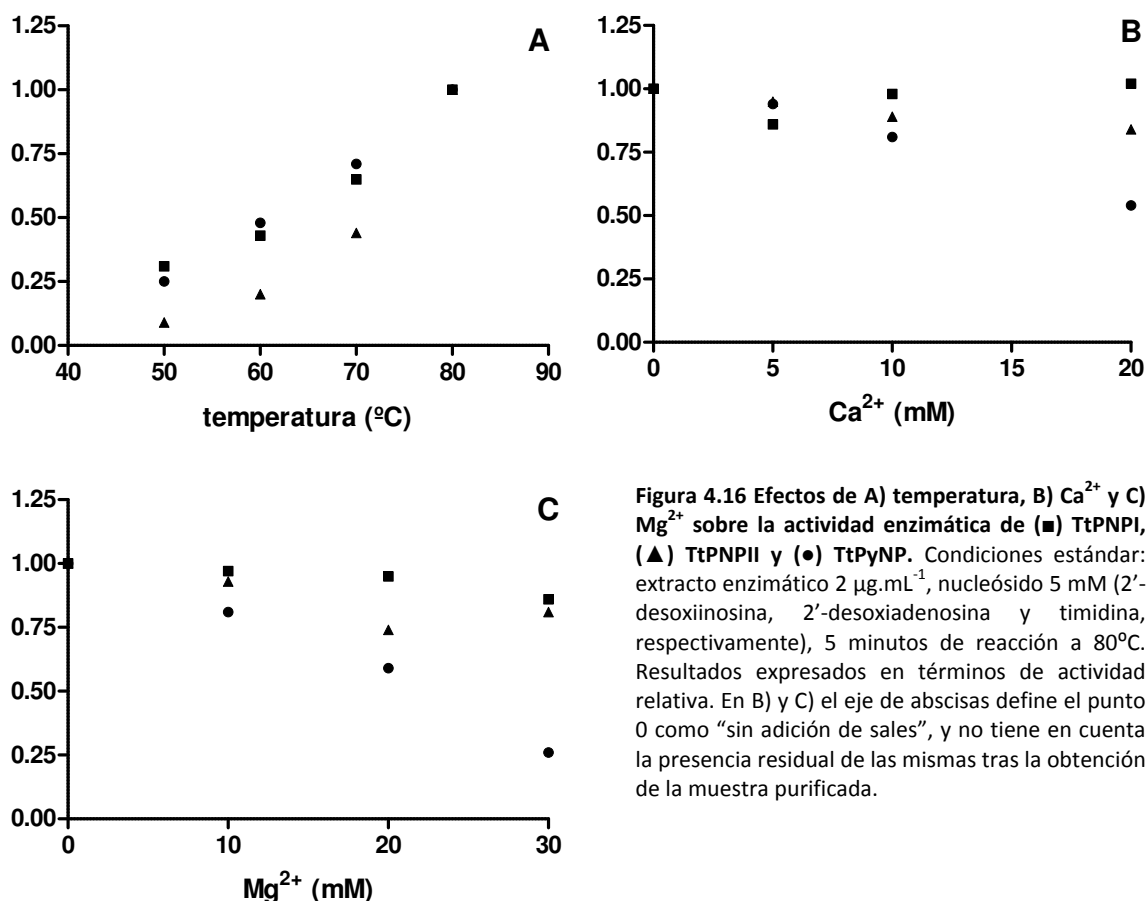 A
1.25
1.00
0.75
0.50
0.25
0.00
40 50 60 70 80 90
temperatura (ºC)
B
1.25
1.00
0.75
0.50
0.25
0.00
0 5 10 15 20
Ca²⁺ (mM)
C
1.25
1.00
0.75
0.50
0.25
0.00
0 10 20 30
Mg²⁺ (mM)
Figura 4.16 Efectos de A) temperatura, B) Ca²⁺ y C)
Mg²⁺ sobre la actividad enzimática de (■) TtPNPI,
(▲) TtPNPII y (●) TtPyNP. Condiciones estándar:
extracto enzimático 2 µg.mL⁻¹, nucleósido 5 mM (2’-
desoxiinosina, 2’-desoxiadenosina y timidina,
respectivamente), 5 minutos de reacción a 80ºC.
Resultados expresados en términos de actividad
relativa. En B) y C) el eje de abscisas define el punto
0 como “sin adición de sales”, y no tiene en cuenta
la presencia residual de las mismas tras la obtención
de la muestra purificada.